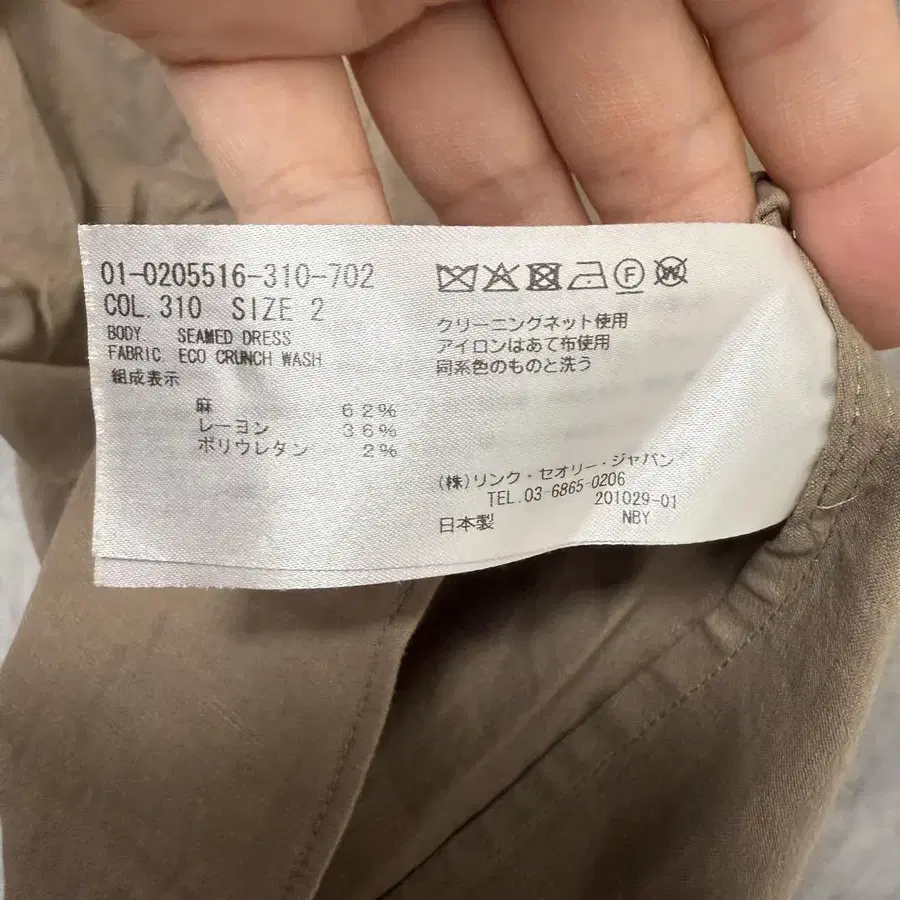 01-0205516-310-702
COL.310 SIZE 2
BODY SEAMED DRESS
FABRIC ECO CRUNCH WASH
組成表示
麻 62%
レーヨン 36%
ポリウレタン 2%
F W
クリーニングネット使用
アイロンはあて布使用
同系色のものと洗う
(株)リンク・セオリー・ジャパン
TEL.03-6865-0206
201029-01
日本製 NBY